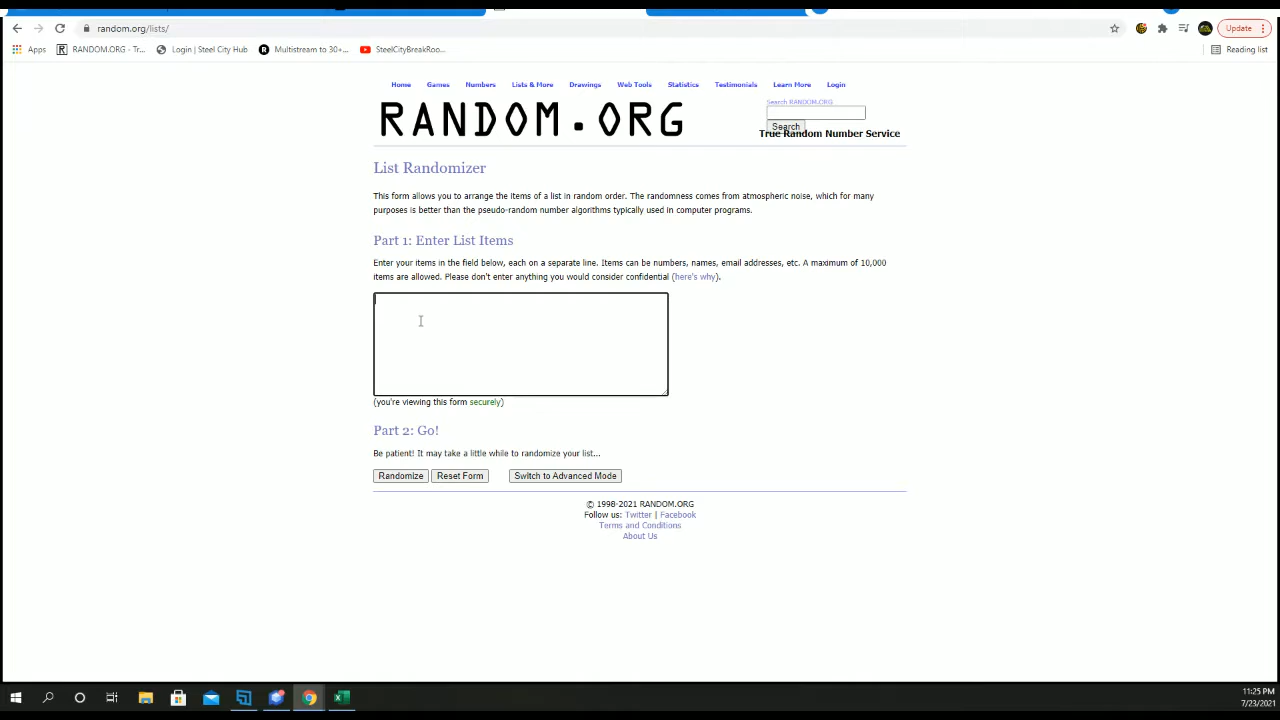 random.org/lists/
Update
Apps RANDOM.ORG - Tr... Login | Steel City Hub Multistream to 30+... SteelCityBreakRoo... Reading list
Home Games Numbers Lists & More Drawings Web Tools Statistics Testimonials Learn More Login
RANDOM.ORG
Search RANDOM.ORG
Search
True Random Number Service
List Randomizer
This form allows you to arrange the items of a list in random order. The randomness comes from atmospheric noise, which for many
purposes is better than the pseudo-random number algorithms typically used in computer programs.
Part 1: Enter List Items
Enter your items in the field below, each on a separate line. Items can be numbers, names, email addresses, etc. A maximum of 10,000
items are allowed. Please don't enter anything you would consider confidential (here's why).
(you're viewing this form securely)
Part 2: Go!
Be patient! It may take a little while to randomize your list...
Randomize Reset Form Switch to Advanced Mode
© 1998-2021 RANDOM.ORG
Follow us: Twitter | Facebook
Terms and Conditions
About Us
11:25 PM
7/23/2021